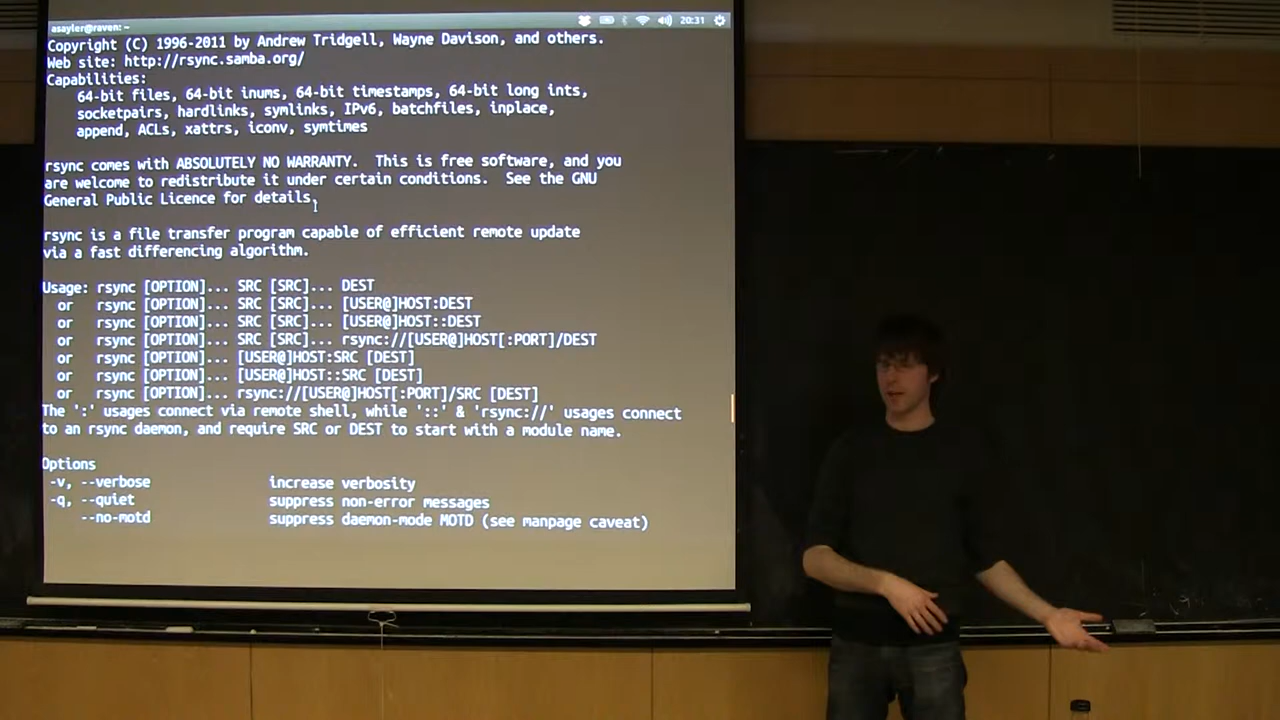 asayler@raven: ~
20:31
Copyright (C) 1996-2011 by Andrew Tridgell, Wayne Davison, and others.
Web site: http://rsync.samba.org/
Capabilities:
64-bit files, 64-bit inums, 64-bit timestamps, 64-bit long ints,
socketpairs, hardlinks, symlinks, IPv6, batchfiles, inplace,
append, ACLs, xattrs, iconv, symtimes
rsync comes with ABSOLUTELY NO WARRANTY.  This is free software, and you
are welcome to redistribute it under certain conditions.  See the GNU
General Public Licence for details.
rsync is a file transfer program capable of efficient remote update
via a fast differencing algorithm.
Usage: rsync [OPTION]... SRC [SRC]... DEST
or   rsync [OPTION]... SRC [SRC]... [USER@]HOST:DEST
or   rsync [OPTION]... SRC [SRC]... [USER@]HOST::DEST
or   rsync [OPTION]... SRC [SRC]... rsync://[USER@]HOST[:PORT]/DEST
or   rsync [OPTION]... [USER@]HOST:SRC [DEST]
or   rsync [OPTION]... [USER@]HOST::SRC [DEST]
or   rsync [OPTION]... rsync://[USER@]HOST[:PORT]/SRC [DEST]
The ':' usages connect via remote shell, while '::' & 'rsync://' usages connect
to an rsync daemon, and require SRC or DEST to start with a module name.
Options
-v, --verbose               increase verbosity
-q, --quiet                 suppress non-error messages
--no-motd               suppress daemon-mode MOTD (see manpage caveat)